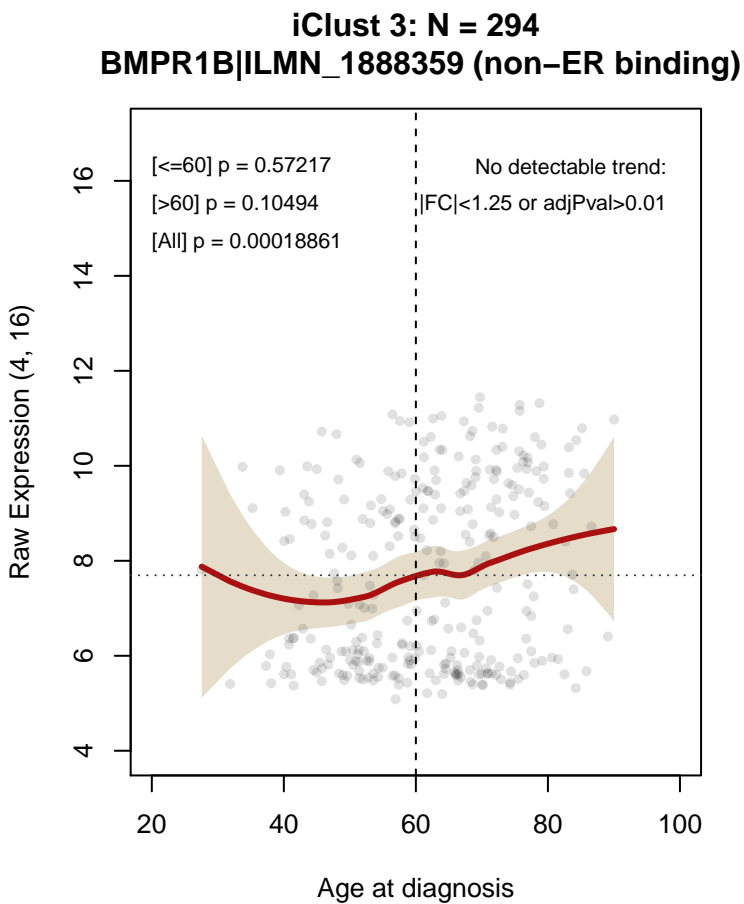 iClust 3: N = 294
BMPR1B|ILMN_1888359 (non−ER binding)
[<=60] p = 0.57217
[>60] p = 0.10494
[All] p = 0.00018861
No detectable trend:
|FC|<1.25 or adjPval>0.01
Raw Expression (4, 16)
16
14
12
10
8
6
4
20 40 60 80 100
Age at diagnosis